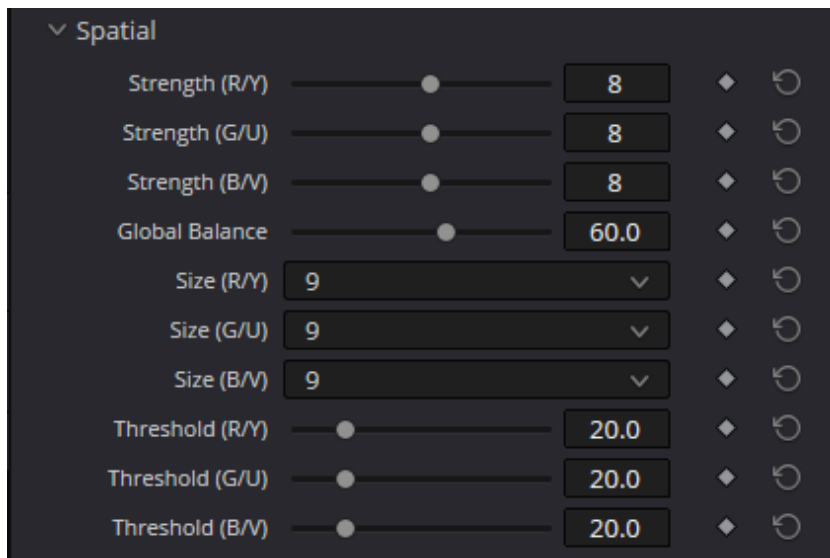 Spatial
Strength (R/Y) 8
Strength (G/U) 8
Strength (B/V) 8
Global Balance 60.0
Size (R/Y) 9
Size (G/U) 9
Size (B/V) 9
Threshold (R/Y) 20.0
Threshold (G/U) 20.0
Threshold (B/V) 20.0